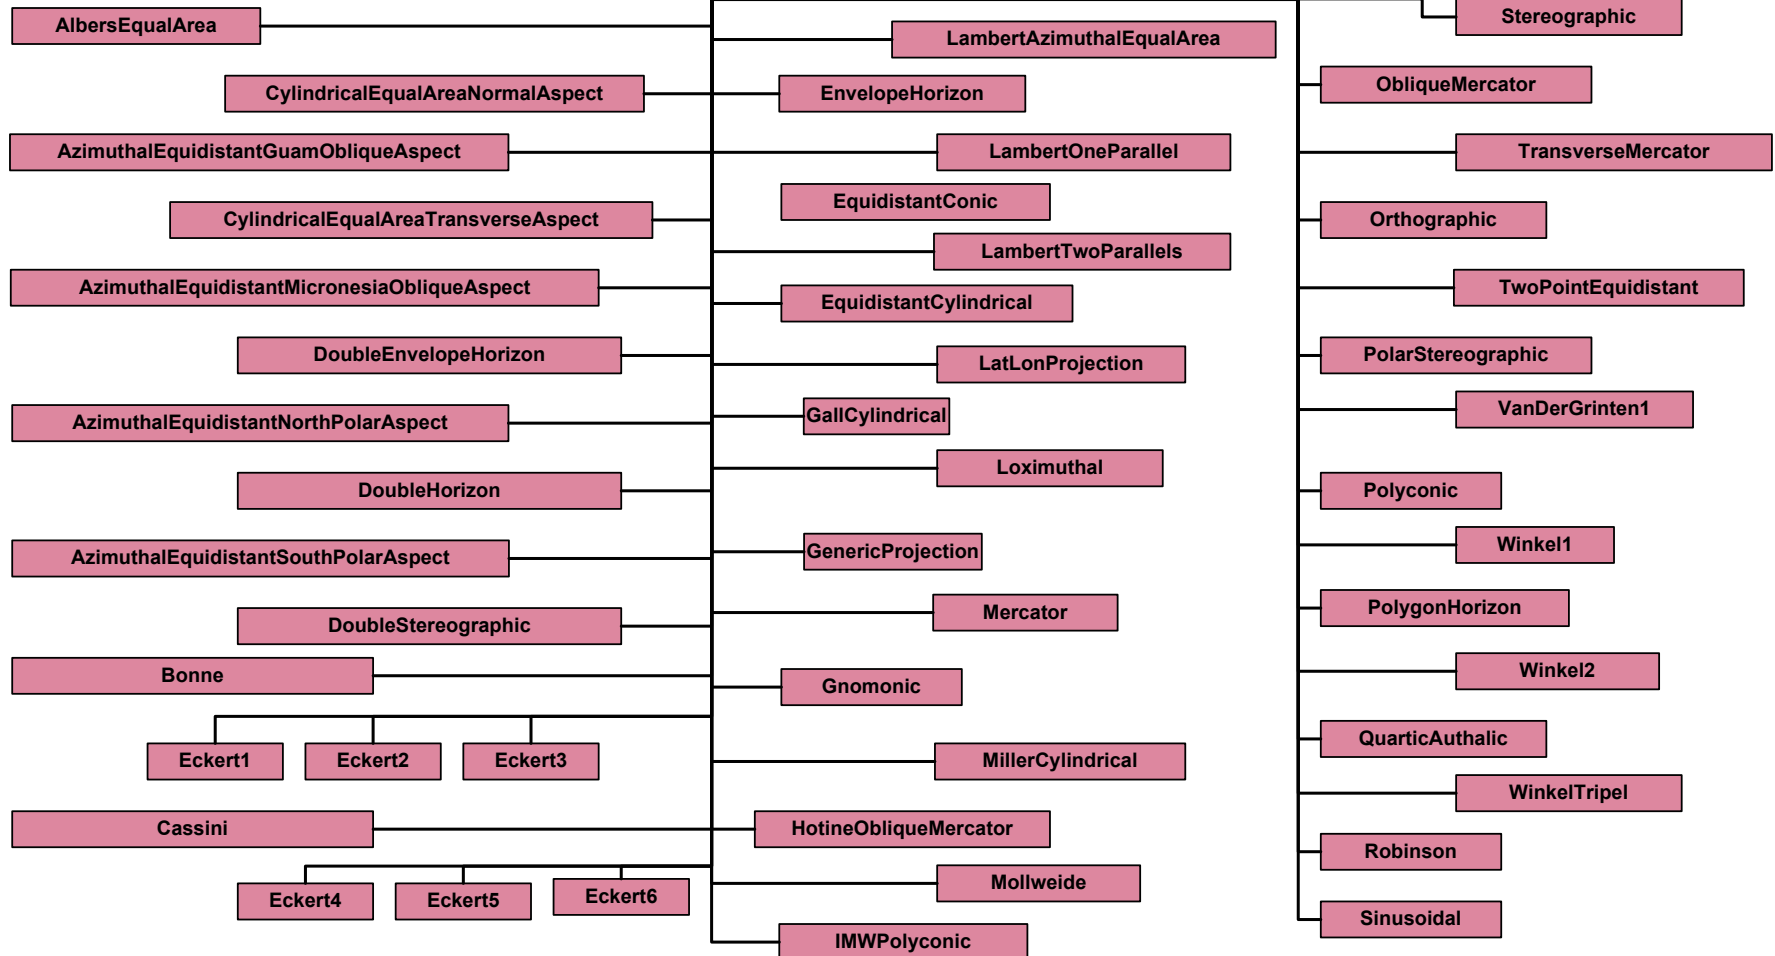 AlbersEqualArea
CylindricalEqualAreaNormalAspect
AzimuthalEquidistantGuamObliqueAspect
CylindricalEqualAreaTransverseAspect
AzimuthalEquidistantMicronesiaObliqueAspect
DoubleEnvelopeHorizon
AzimuthalEquidistantNorthPolarAspect
DoubleHorizon
AzimuthalEquidistantSouthPolarAspect
DoubleStereographic
Bonne
Eckert1
Eckert2
Eckert3
Cassini
Eckert4
Eckert5
Eckert6
LambertAzimuthalEqualArea
EnvelopeHorizon
LambertOneParallel
EquidistantConic
LambertTwoParallels
EquidistantCylindrical
LatLonProjection
GallCylindrical
Loximuthal
GenericProjection
Mercator
Gnomonic
MillerCylindrical
HotineObliqueMercator
Mollweide
IMWPolyconic
Stereographic
ObliqueMercator
TransverseMercator
Orthographic
TwoPointEquidistant
PolarStereographic
VanDerGrinten1
Polyconic
Winkel1
PolygonHorizon
Winkel2
QuarticAuthalic
WinkelTripel
Robinson
Sinusoidal